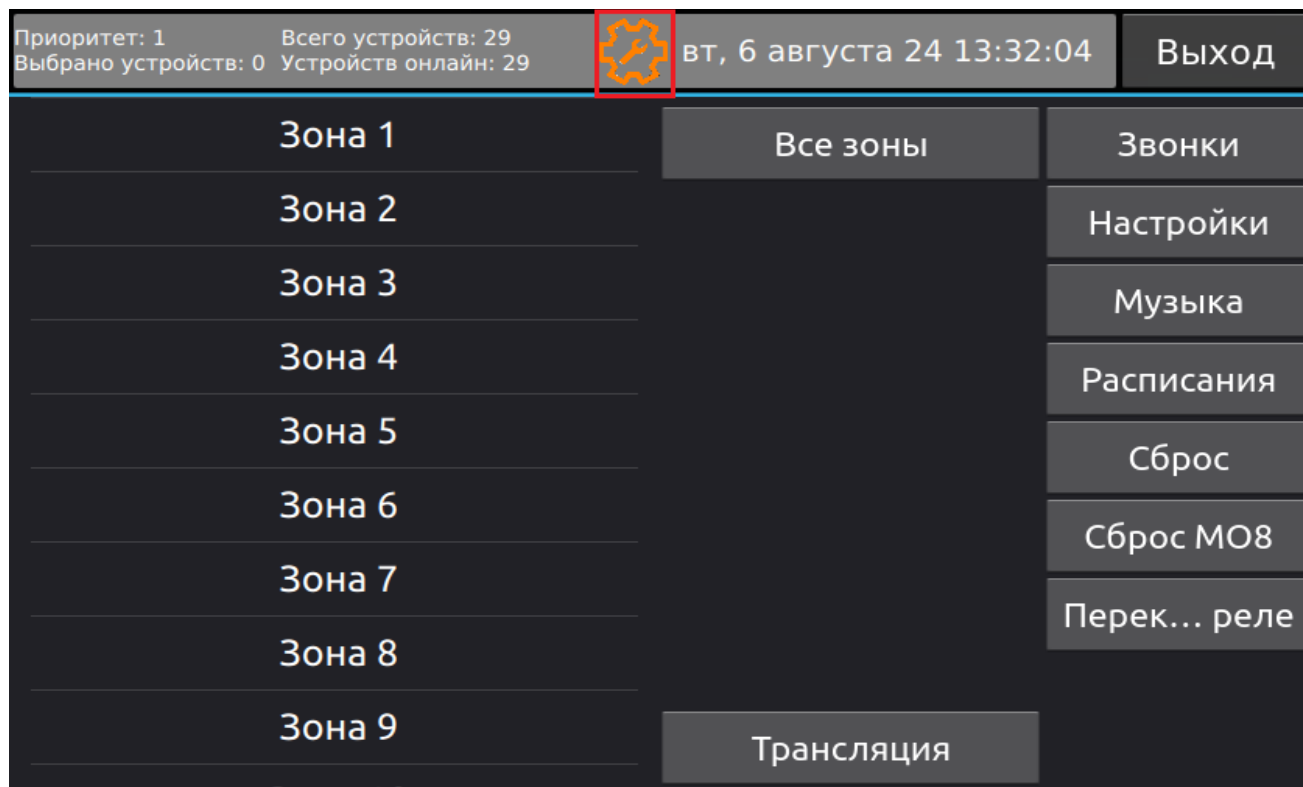 Приоритет: 1 Всего устройств: 29
Выбрано устройств: 0 Устройств онлайн: 29
вт, 6 августа 24 13:32:04
Выход
Зона 1
Зона 2
Зона 3
Зона 4
Зона 5
Зона 6
Зона 7
Зона 8
Зона 9
Все зоны
Трансляция
Звонки
Настройки
Музыка
Расписания
Сброс
Сброс МО8
Перек... реле